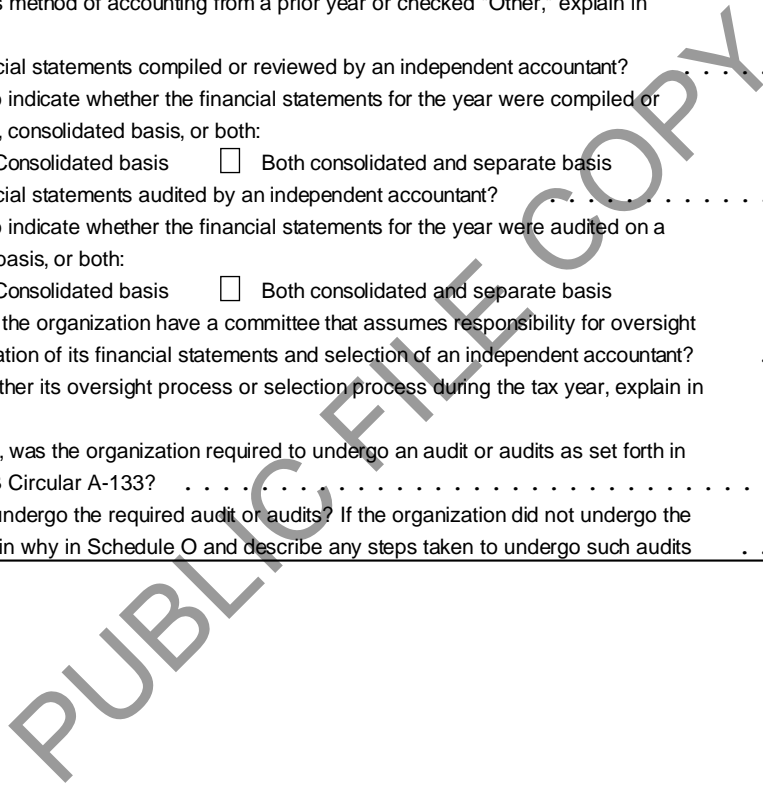 s method of accounting from a prior year or checked "Other," explain in
cial statements compiled or reviewed by an independent accountant? . . . . .
o indicate whether the financial statements for the year were compiled or
, consolidated basis, or both:
Consolidated basis Both consolidated and separate basis
cial statements audited by an independent accountant? . . . . . . . . . . . .
o indicate whether the financial statements for the year were audited on a
basis, or both:
Consolidated basis Both consolidated and separate basis
the organization have a committee that assumes responsibility for oversight
ation of its financial statements and selection of an independent accountant? .
ther its oversight process or selection process during the tax year, explain in
, was the organization required to undergo an audit or audits as set forth in
Circular A-133? . . . . . . . . . . . . . . . . . . . . . . . . . . . . . .
undergo the required audit or audits? If the organization did not undergo the
in why in Schedule O and describe any steps taken to undergo such audits . .
PUBLIC FILE COPY